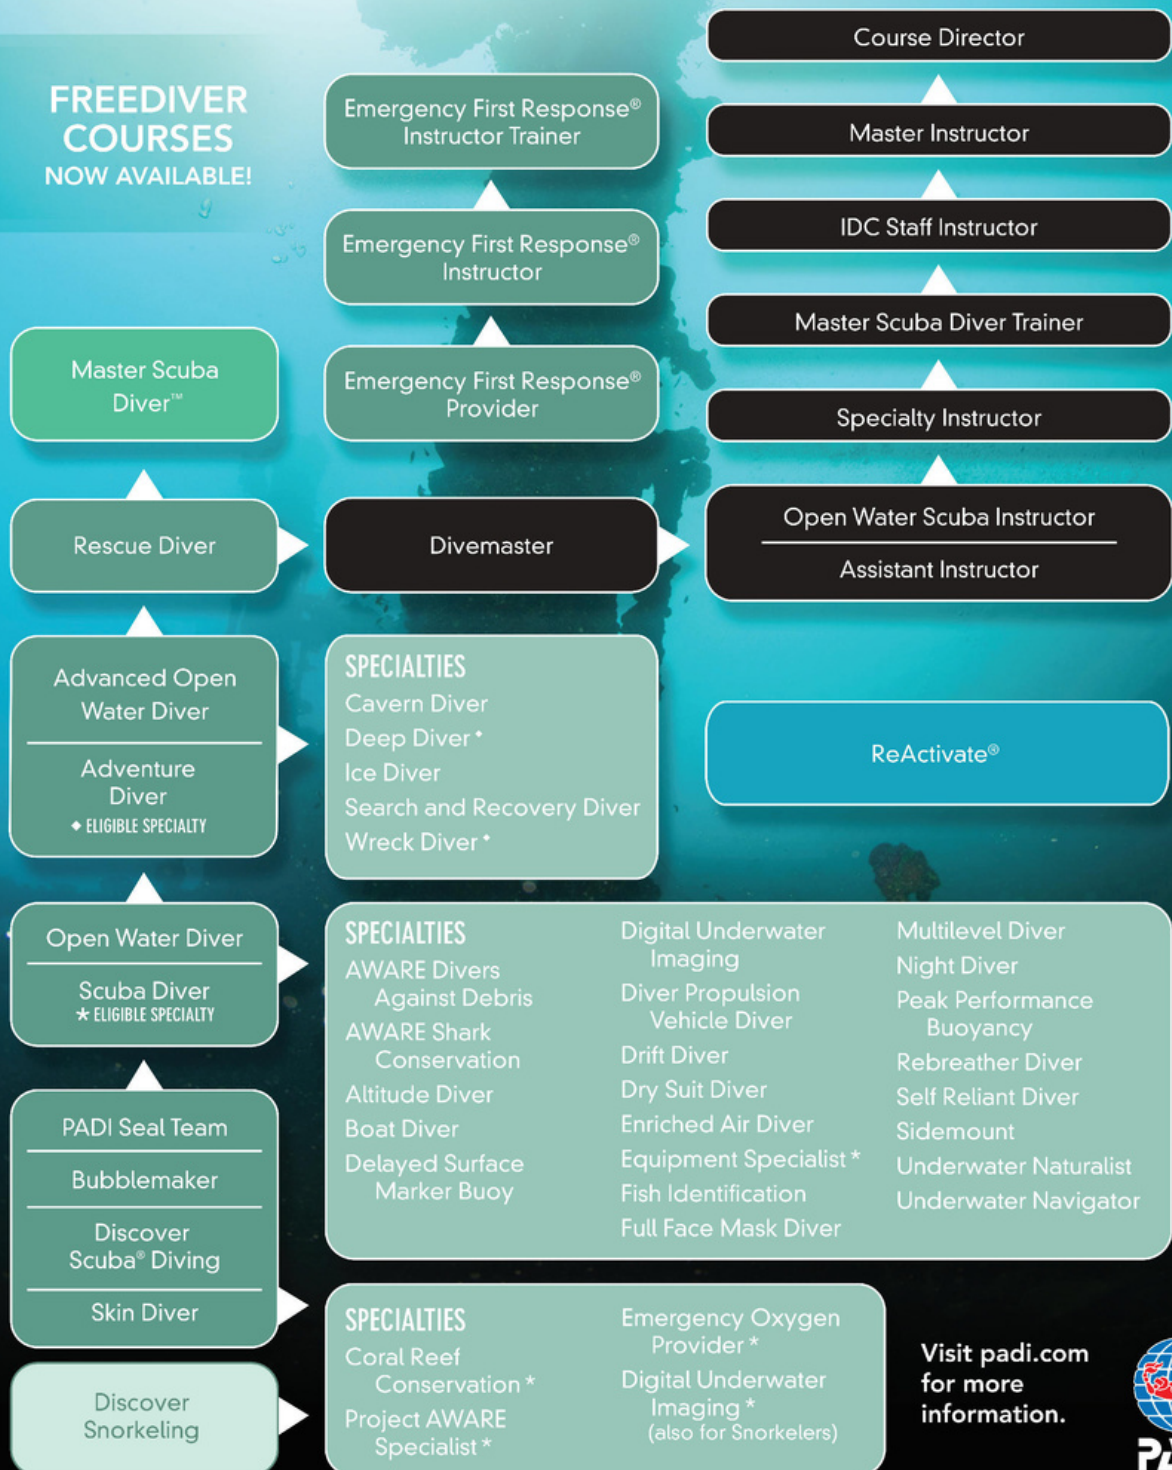 FREEDIVER
COURSES
NOW AVAILABLE!
Emergency First Response®
Instructor Trainer
Emergency First Response®
Instructor
Emergency First Response®
Provider
Course Director
Master Instructor
IDC Staff Instructor
Master Scuba Diver Trainer
Specialty Instructor
Open Water Scuba Instructor
Assistant Instructor
Master Scuba
Diver™
Rescue Diver
Divemaster
Advanced Open
Water Diver
Adventure
Diver
◆ ELIGIBLE SPECIALTY
SPECIALTIES
Cavern Diver
Deep Diver ◆
Ice Diver
Search and Recovery Diver
Wreck Diver ◆
ReActivate®
Open Water Diver
Scuba Diver
★ ELIGIBLE SPECIALTY
SPECIALTIES
AWARE Divers
Against Debris
AWARE Shark
Conservation
Altitude Diver
Boat Diver
Delayed Surface
Marker Buoy
Digital Underwater
Imaging
Diver Propulsion
Vehicle Diver
Drift Diver
Dry Suit Diver
Enriched Air Diver
Equipment Specialist *
Fish Identification
Full Face Mask Diver
Multilevel Diver
Night Diver
Peak Performance
Buoyancy
Rebreather Diver
Self Reliant Diver
Sidemount
Underwater Naturalist
Underwater Navigator
PADI Seal Team
Bubblemaker
Discover
Scuba® Diving
Skin Diver
Discover
Snorkeling
SPECIALTIES
Coral Reef
Conservation *
Project AWARE
Specialist *
Emergency Oxygen
Provider *
Digital Underwater
Imaging *
(also for Snorkelers)
Visit padi.com
for more
information.